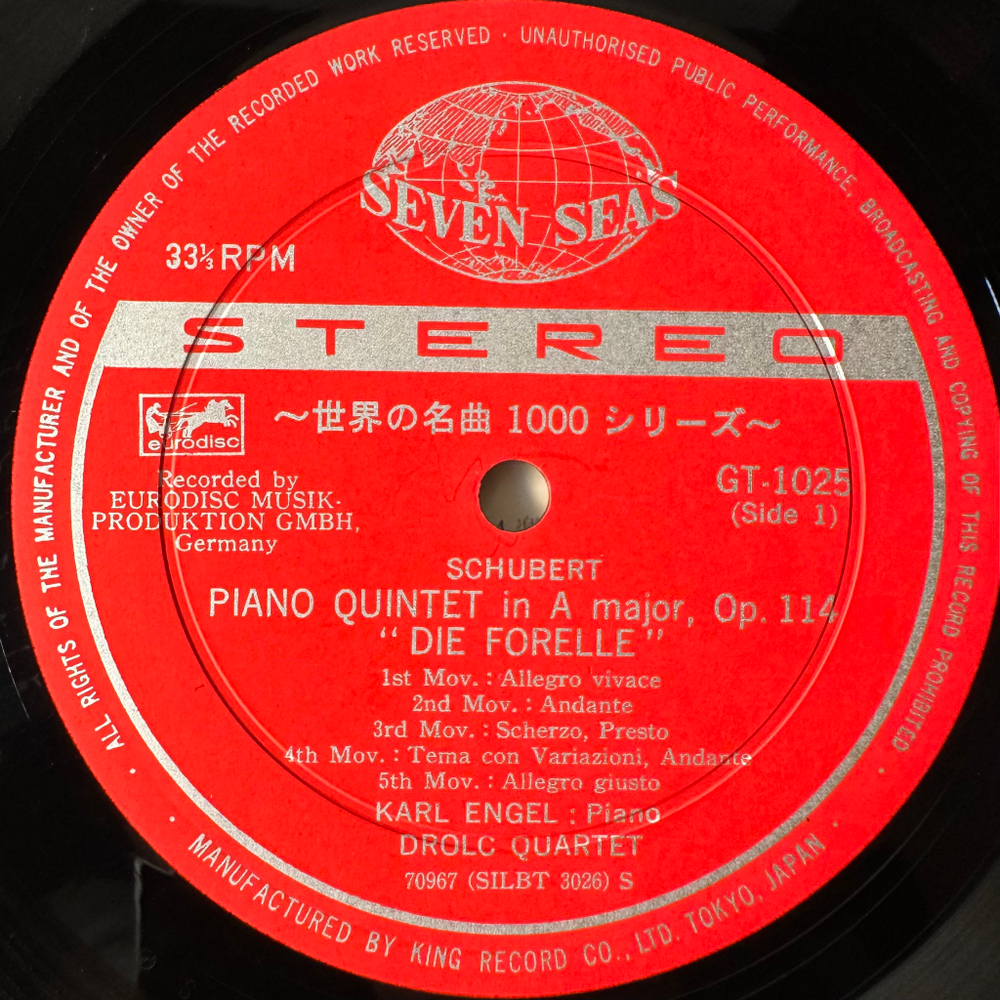 ALL RIGHTS OF THE MANUFACTURER AND OF THE OWNER OF THE RECORDED WORK RESERVED · UNAUTHORISED PUBLIC PERFORMANCE, BROADCASTING AND COPYING OF THIS RECORD PROHIBITED
SEVEN SEAS
33⅓ RPM
STEREO
〜世界の名曲 1000 シリーズ〜
eurodisc
Recorded by
EURODISC MUSIK-
PRODUKTION GMBH,
Germany
GT-1025
(Side 1)
SCHUBERT
PIANO QUINTET in A major, Op. 114
"DIE FORELLE"
1st Mov. : Allegro vivace
2nd Mov. : Andante
3rd Mov. : Scherzo, Presto
4th Mov. : Tema con Variazioni, Andante
5th Mov. : Allegro giusto
KARL ENGEL : Piano
DROLC QUARTET
70967 (SILBT 3026) S
· MANUFACTURED BY KING RECORD CO., LTD. TOKYO, JAPAN ·